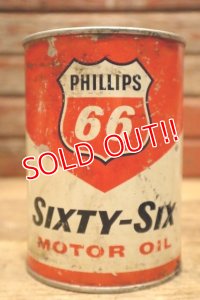 PHILLIPS
66
SOLD OUT!!
SIXTY-SIX
MOTOR OIL